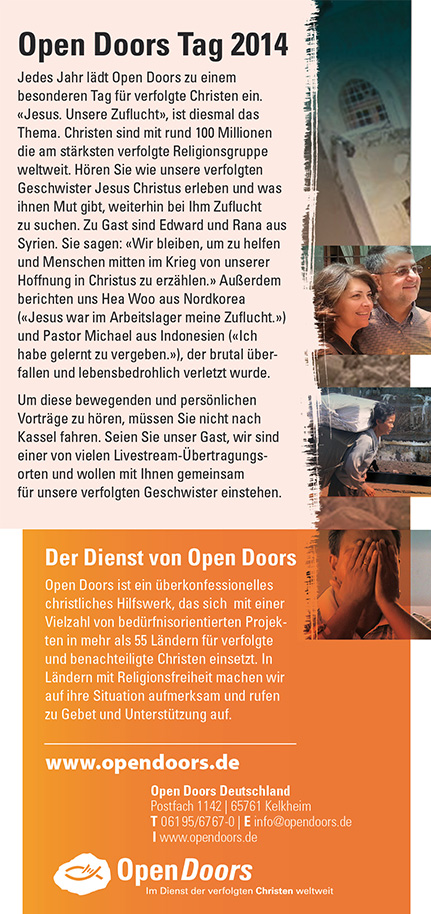 Open Doors Tag 2014
Jedes Jahr lädt Open Doors zu einem
besonderen Tag für verfolgte Christen ein.
«Jesus. Unsere Zuflucht», ist diesmal das
Thema. Christen sind mit rund 100 Millionen
die am stärksten verfolgte Religionsgruppe
weltweit. Hören Sie wie unsere verfolgten
Geschwister Jesus Christus erleben und was
ihnen Mut gibt, weiterhin bei Ihm Zuflucht
zu suchen. Zu Gast sind Edward und Rana aus
Syrien. Sie sagen: «Wir bleiben, um zu helfen
und Menschen mitten im Krieg von unserer
Hoffnung in Christus zu erzählen.» Außerdem
berichten uns Hea Woo aus Nordkorea
(«Jesus war im Arbeitslager meine Zuflucht.»)
und Pastor Michael aus Indonesien («Ich
habe gelernt zu vergeben.»), der brutal über-
fallen und lebensbedrohlich verletzt wurde.
Um diese bewegenden und persönlichen
Vorträge zu hören, müssen Sie nicht nach
Kassel fahren. Seien Sie unser Gast, wir sind
einer von vielen Livestream-Übertragungs-
orten und wollen mit Ihnen gemeinsam
für unsere verfolgten Geschwister einstehen.
Der Dienst von Open Doors
Open Doors ist ein überkonfessionelles
christliches Hilfswerk, das sich mit einer
Vielzahl von bedürfnisorientierten Projek-
ten in mehr als 55 Ländern für verfolgte
und benachteiligte Christen einsetzt. In
Ländern mit Religionsfreiheit machen wir
auf ihre Situation aufmerksam und rufen
zu Gebet und Unterstützung auf.
www.opendoors.de
Open Doors Deutschland
Postfach 1142 | 65761 Kelkheim
T 06195/6767-0 | E info@opendoors.de
I www.opendoors.de
Open Doors
Im Dienst der verfolgten Christen weltweit